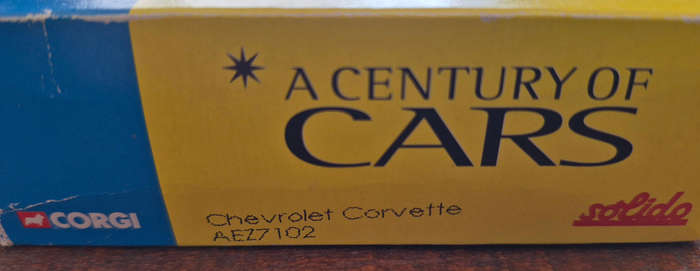 A CENTURY OF
CARS
CORGI
Chevrolet Corvette
AEZ7102
solido